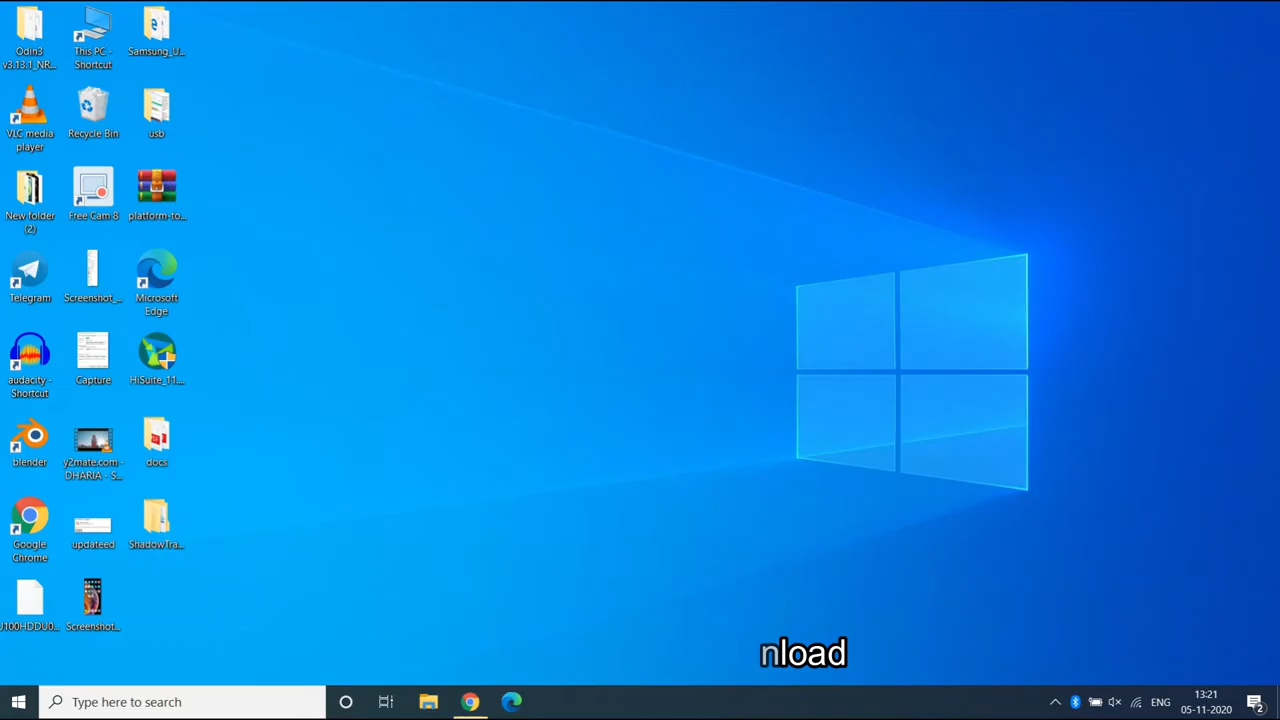 Odin3
v3.13.1_NR...
This PC -
Shortcut
Samsung_U...
VLC media
player
Recycle Bin
usb
New folder
(2)
Free Cam 8
platform-to...
Telegram
Screenshot_...
Microsoft
Edge
audacity -
Shortcut
Capture
HiSuite_11....
blender
y2mate.com -
DHARIA - S...
docs
Google
Chrome
updateed
ShadowTra...
J100HDDU0...
Screenshot...
nload
Type here to search
ENG
13:21
05-11-2020
2